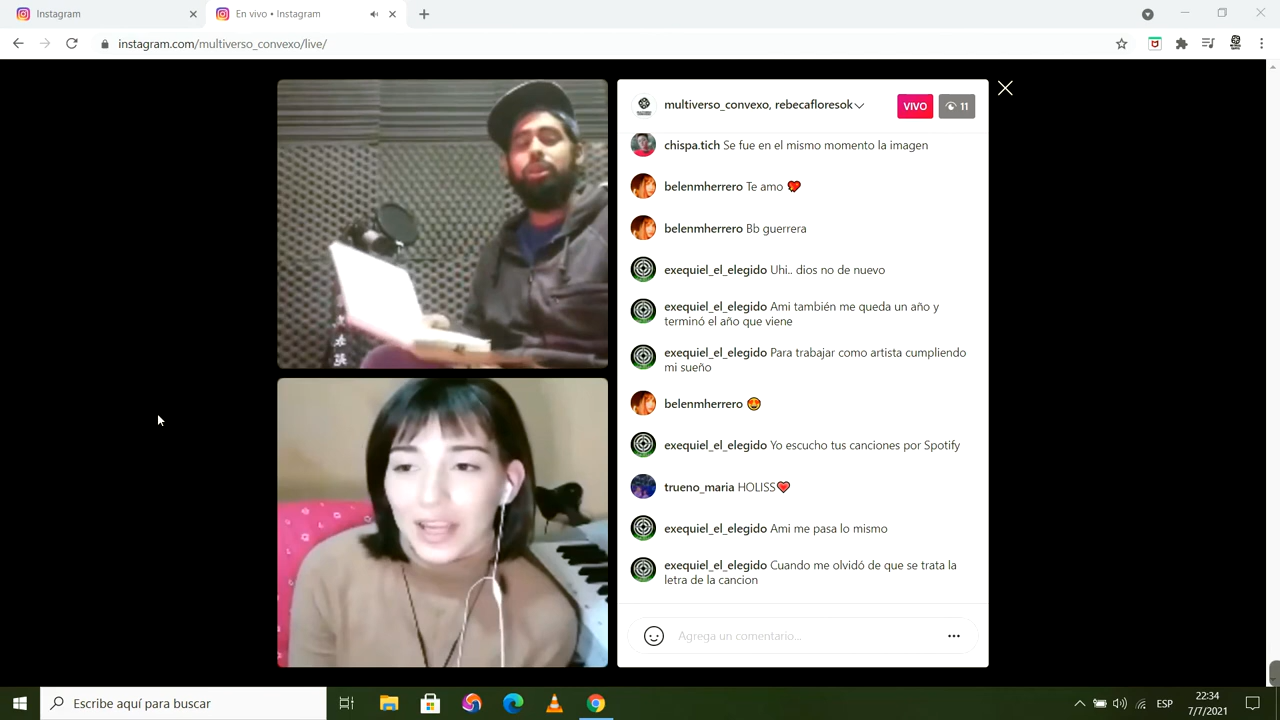 Instagram
En vivo • Instagram
instagram.com/multiverso_convexo/live/
multiverso_convexo, rebecafloresok
VIVO
11
chispa.tich Se fue en el mismo momento la imagen
belenmherrero Te amo 💘
belenmherrero Bb guerrera
exequiel_el_elegido Uhi.. dios no de nuevo
exequiel_el_elegido Ami también me queda un año y
terminó el año que viene
exequiel_el_elegido Para trabajar como artista cumpliendo
mi sueño
belenmherrero 🤩
exequiel_el_elegido Yo escucho tus canciones por Spotify
trueno_maria HOLISS❤️
exequiel_el_elegido Ami me pasa lo mismo
exequiel_el_elegido Cuando me olvidó de que se trata la
letra de la cancion
Agrega un comentario...
Escribe aquí para buscar
ESP
22:34
7/7/2021